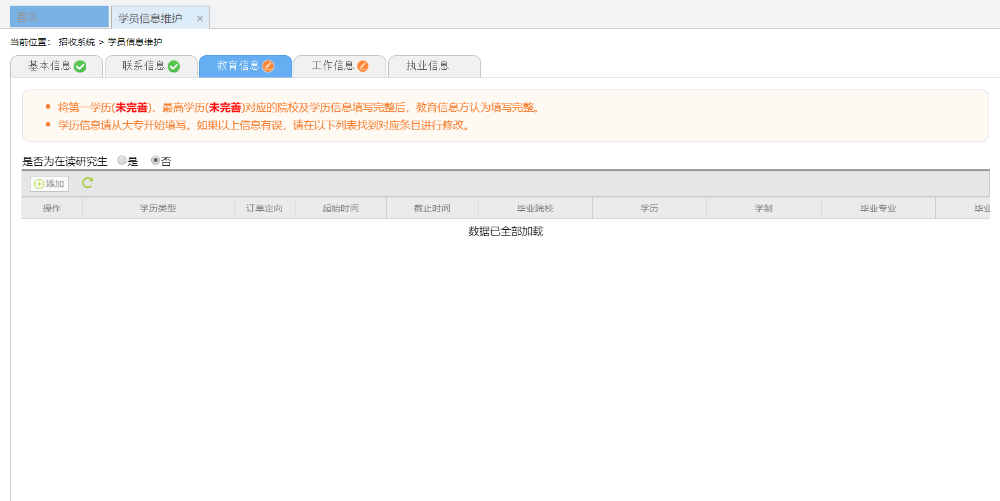 首页
学员信息维护 ×
当前位置： 招收系统 > 学员信息维护
基本信息 联系信息 教育信息 工作信息 执业信息
将第一学历(未完善)、最高学历(未完善)对应的院校及学历信息填写完整后，教育信息方认为填写完整。
学历信息请从大专开始填写。如果以上信息有误，请在以下列表找到对应条目进行修改。
是否为在读研究生 是 否
添加
操作 学历类型 订单定向 起始时间 截止时间 毕业院校 学历 学制 毕业专业 毕业
数据已全部加载